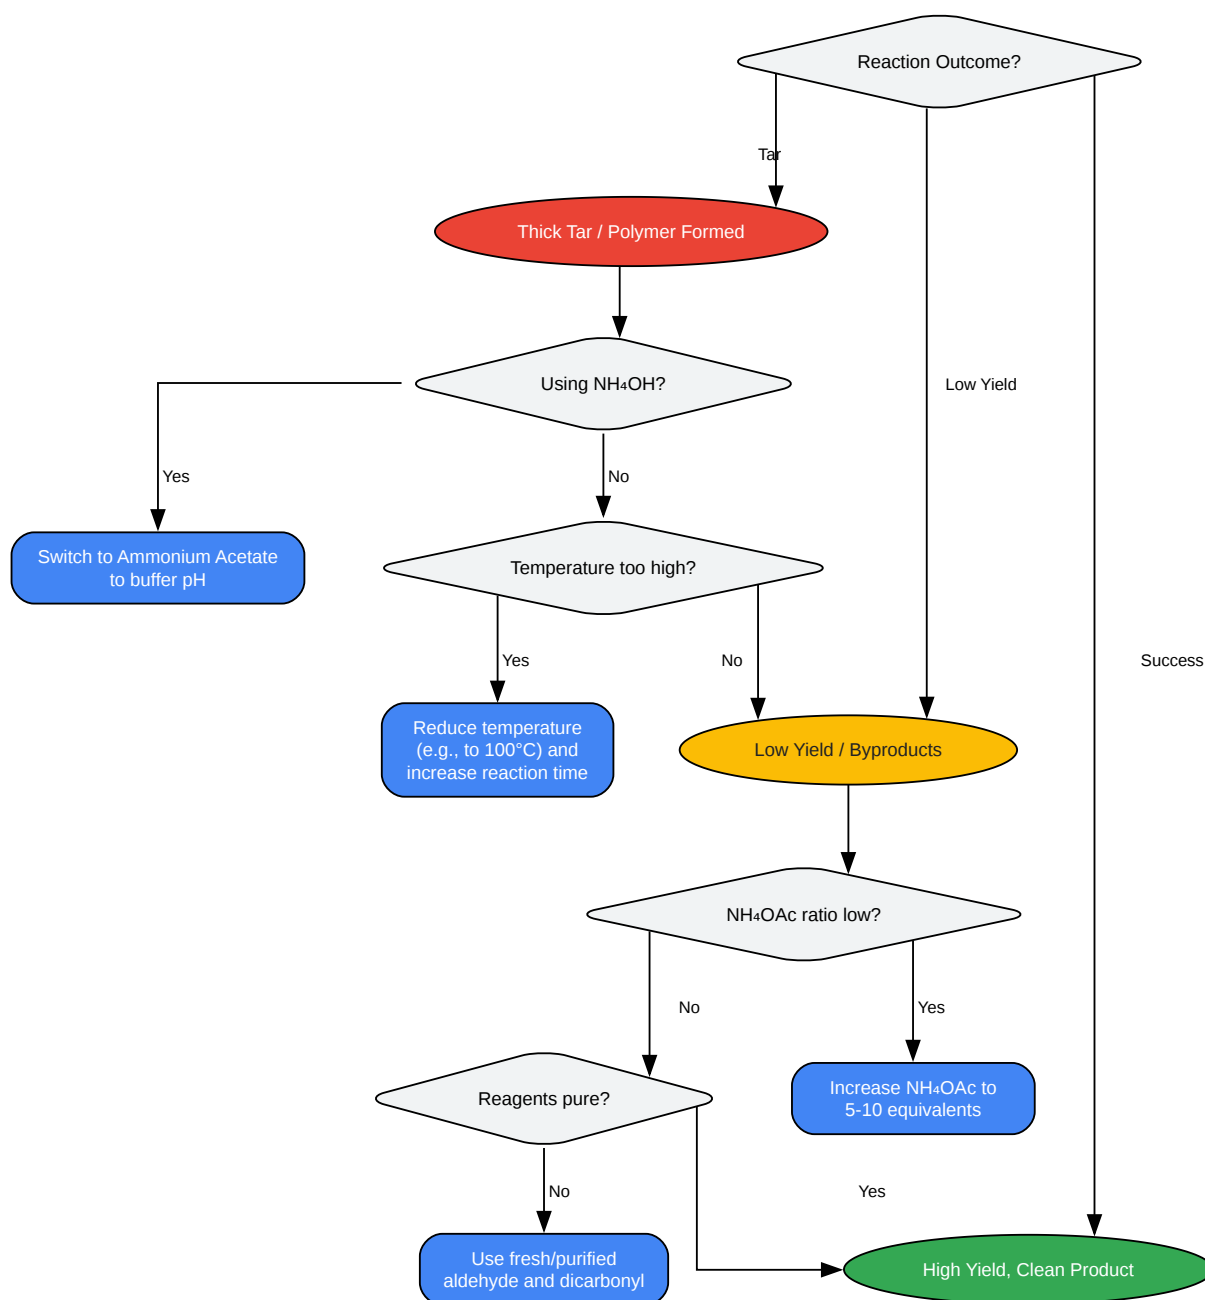 Reaction Outcome?
Tar
Thick Tar / Polymer Formed
Using NH₄OH?
Low Yield
Yes
No
Switch to Ammonium Acetate
to buffer pH
Temperature too high?
Yes
No
Success
Reduce temperature
(e.g., to 100°C) and
increase reaction time
Low Yield / Byproducts
NH₄OAc ratio low?
No
Yes
Reagents pure?
Increase NH₄OAc to
5-10 equivalents
No
Yes
Use fresh/purified
aldehyde and dicarbonyl
High Yield, Clean Product